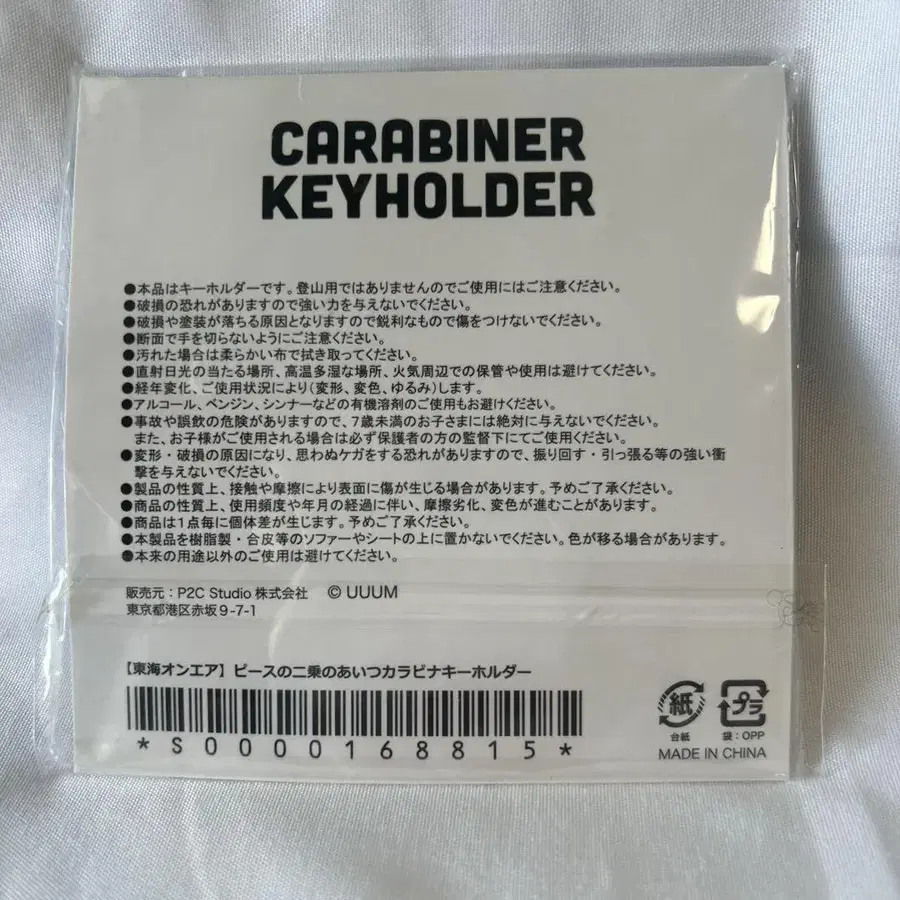 CARABINER
KEYHOLDER
●本品はキーホルダーです。登山用ではありませんのでご使用にはご注意ください。
●破損の恐れがありますので強い力を与えないでください。
●破損や塗装が落ちる原因となりますので鋭利なもので傷をつけないでください。
●断面で手を切らないようにご注意ください。
●汚れた場合は柔らかい布で拭き取ってください。
●直射日光の当たる場所、高温多湿な場所、火気周辺での保管や使用は避けてください。
●経年変化、ご使用状況により(変形、変色、ゆるみ)します。
●アルコール、ベンジン、シンナーなどの有機溶剤のご使用もお避けください。
●事故や誤飲の危険がありますので、7歳未満のお子さまには絶対に与えないでください。
また、お子様がご使用される場合は必ず保護者の方の監督下にてご使用ください。
●変形・破損の原因になり、思わぬケガをする恐れがありますので、振り回す・引っ張る等の強い衝
撃を与えないでください。
●製品の性質上、接触や摩擦により表面に傷が生じる場合があります。予めご了承ください。
●商品の性質上、使用頻度や年月の経過に伴い、摩擦劣化、変色が進むことがあります。
●商品は1点毎に個体差が生じます。予めご了承ください。
●本製品を樹脂製・合皮等のソファーやシートの上に置かないでください。色が移る場合があります。
●本来の用途以外のご使用は避けてください。
販売元：P2C Studio 株式会社 © UUUM
東京都港区赤坂9-7-1
【東海オンエア】ピースの二乗のあいつカラビナキーホルダー
*S0000168815*
紙 プラ
台紙 袋：OPP
MADE IN CHINA